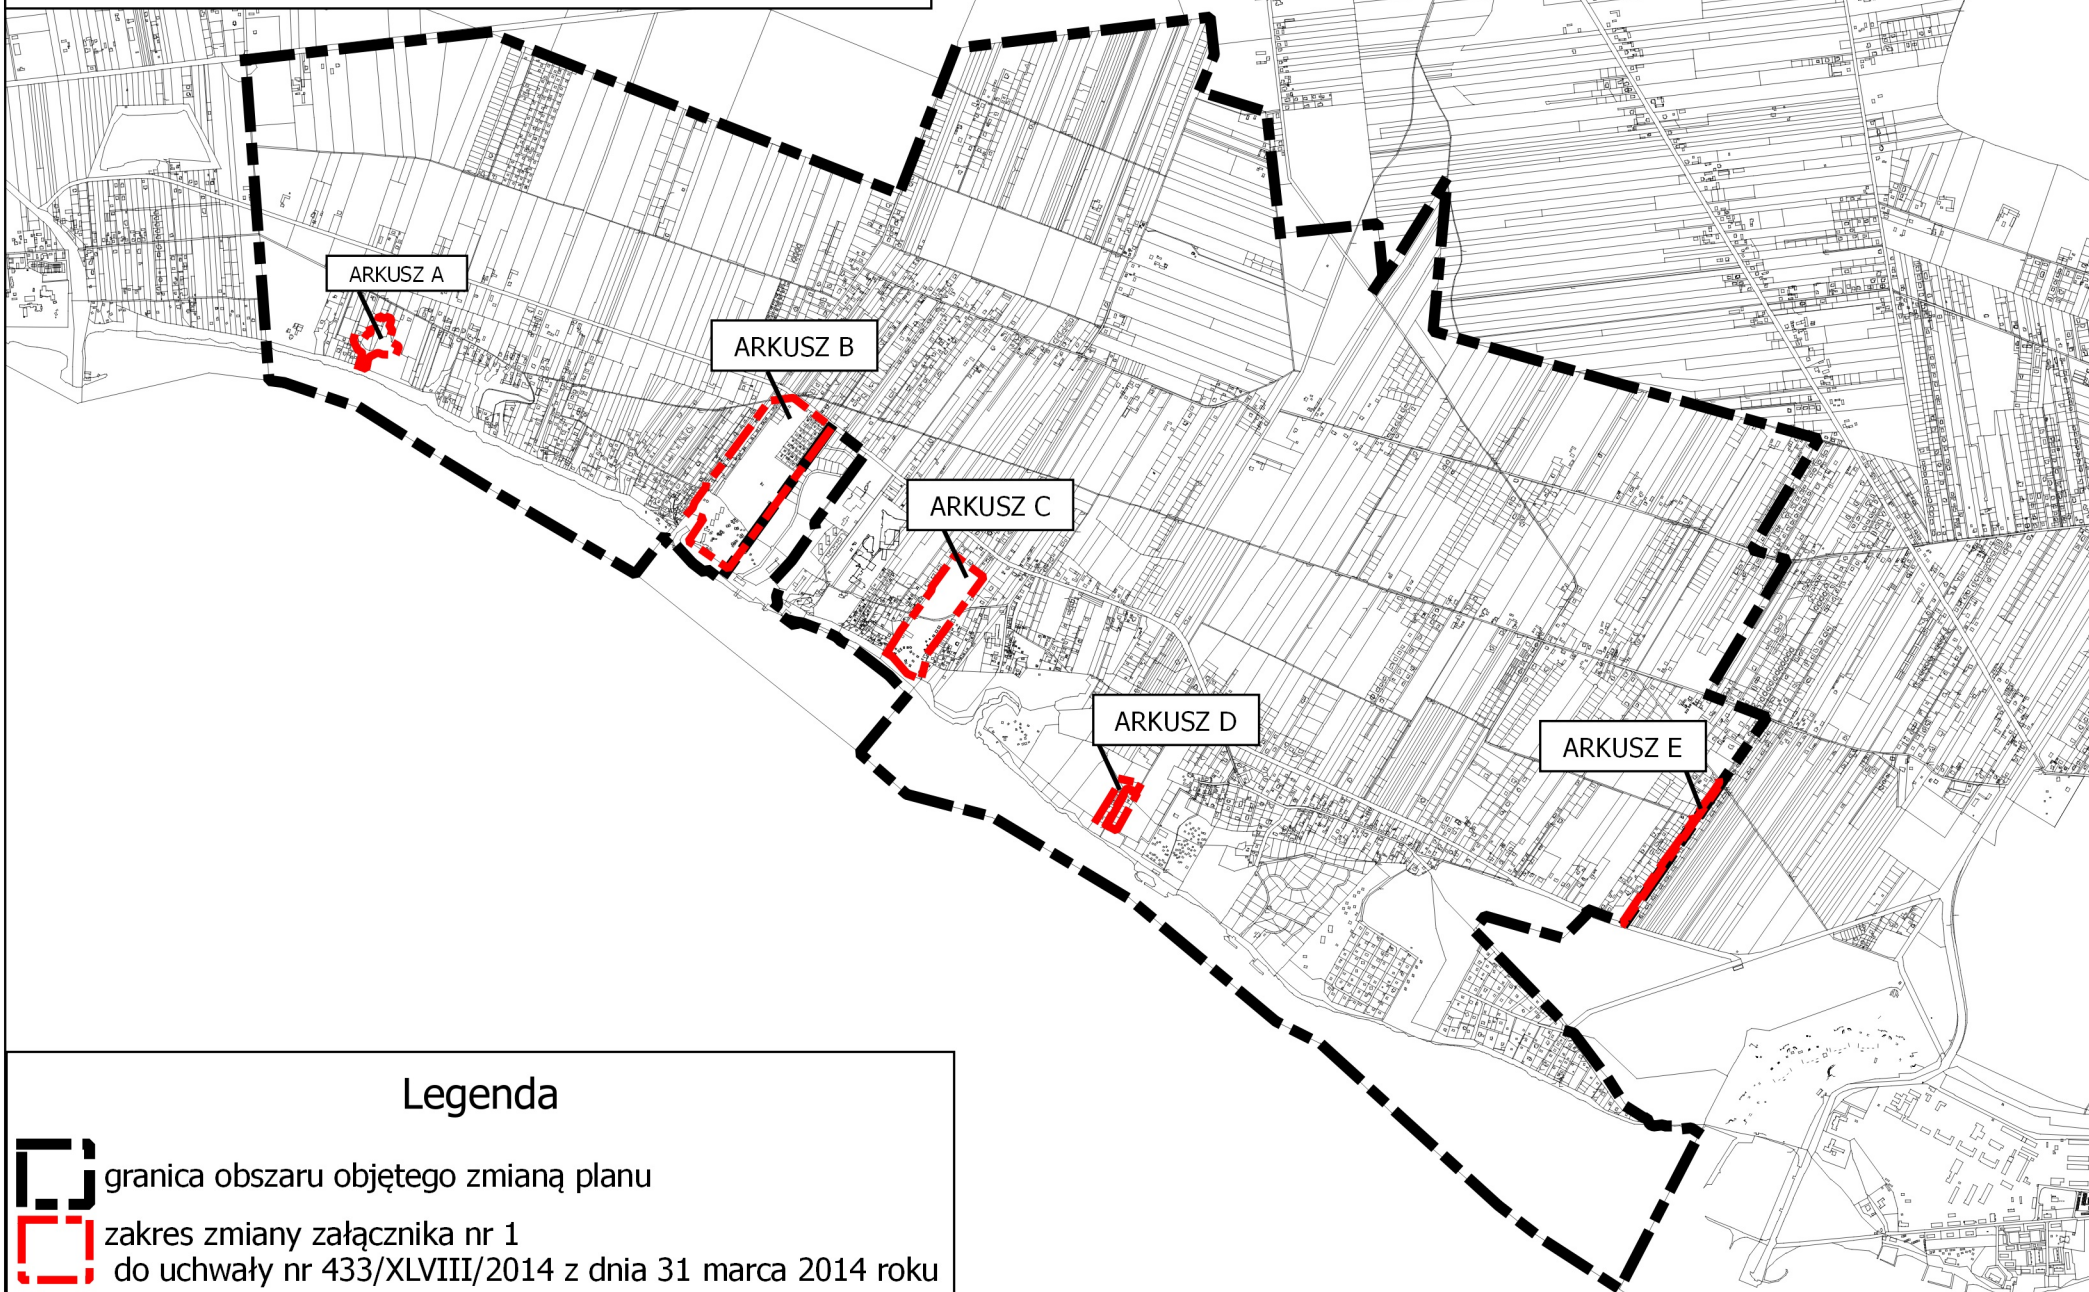 ARKUSZ A
ARKUSZ B
ARKUSZ C
ARKUSZ D
ARKUSZ E
Legenda
granica obszaru objętego zmianą planu
zakres zmiany załącznika nr 1
do uchwały nr 433/XLVIII/2014 z dnia 31 marca 2014 roku